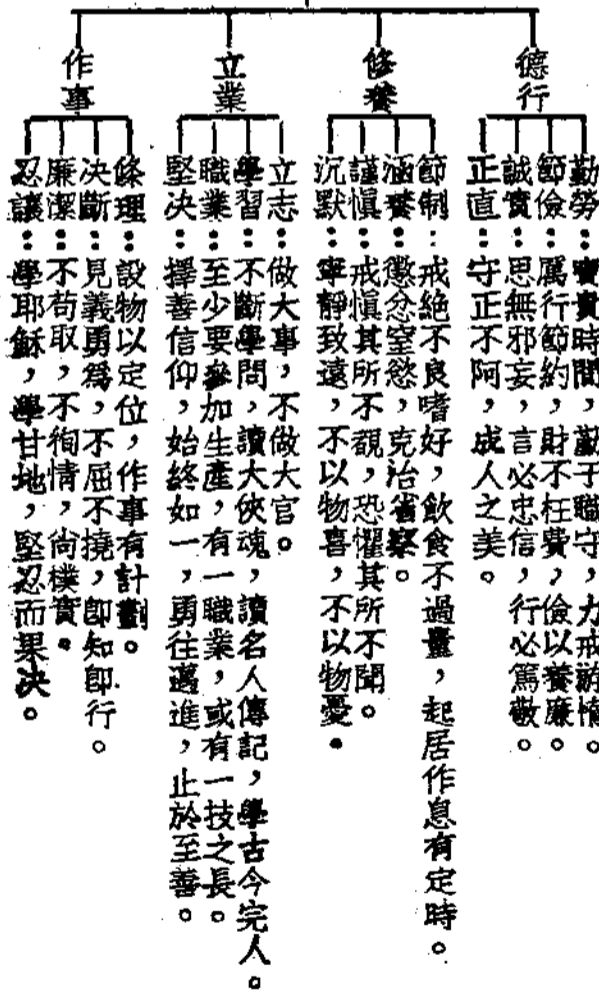 德行
勤勞：寶貴時間，勤于職守，力戒游惰。
節儉：厲行節約，財不枉費，儉以養廉。
誠實：思無邪妄，言必忠信，行必篤敬。
正直：守正不阿，成人之美。
修養
節制：戒絕不良嗜好，飲食不過量，起居作息有定時。
涵養：懲忿窒慾，克治省察。
謹慎：戒慎其所不覩，恐懼其所不聞。
沉默：寧靜致遠，不以物喜，不以物憂。
立業
立志：做大事，不做大官。
學習：不斷學問，讀大俠魂，讀名人傳記，學古今完人。
職業：至少要參加生產，有一職業，或有一技之長。
堅決：擇善信仰，始終如一，勇往邁進，止於至善。
作事
條理：設物以定位，作事有計劃。
決斷：見義勇爲，不屈不撓，卽知卽行。
廉潔：不苟取，不徇情，尚樸實。
忍讓：學耶穌，學甘地，堅忍而果決。